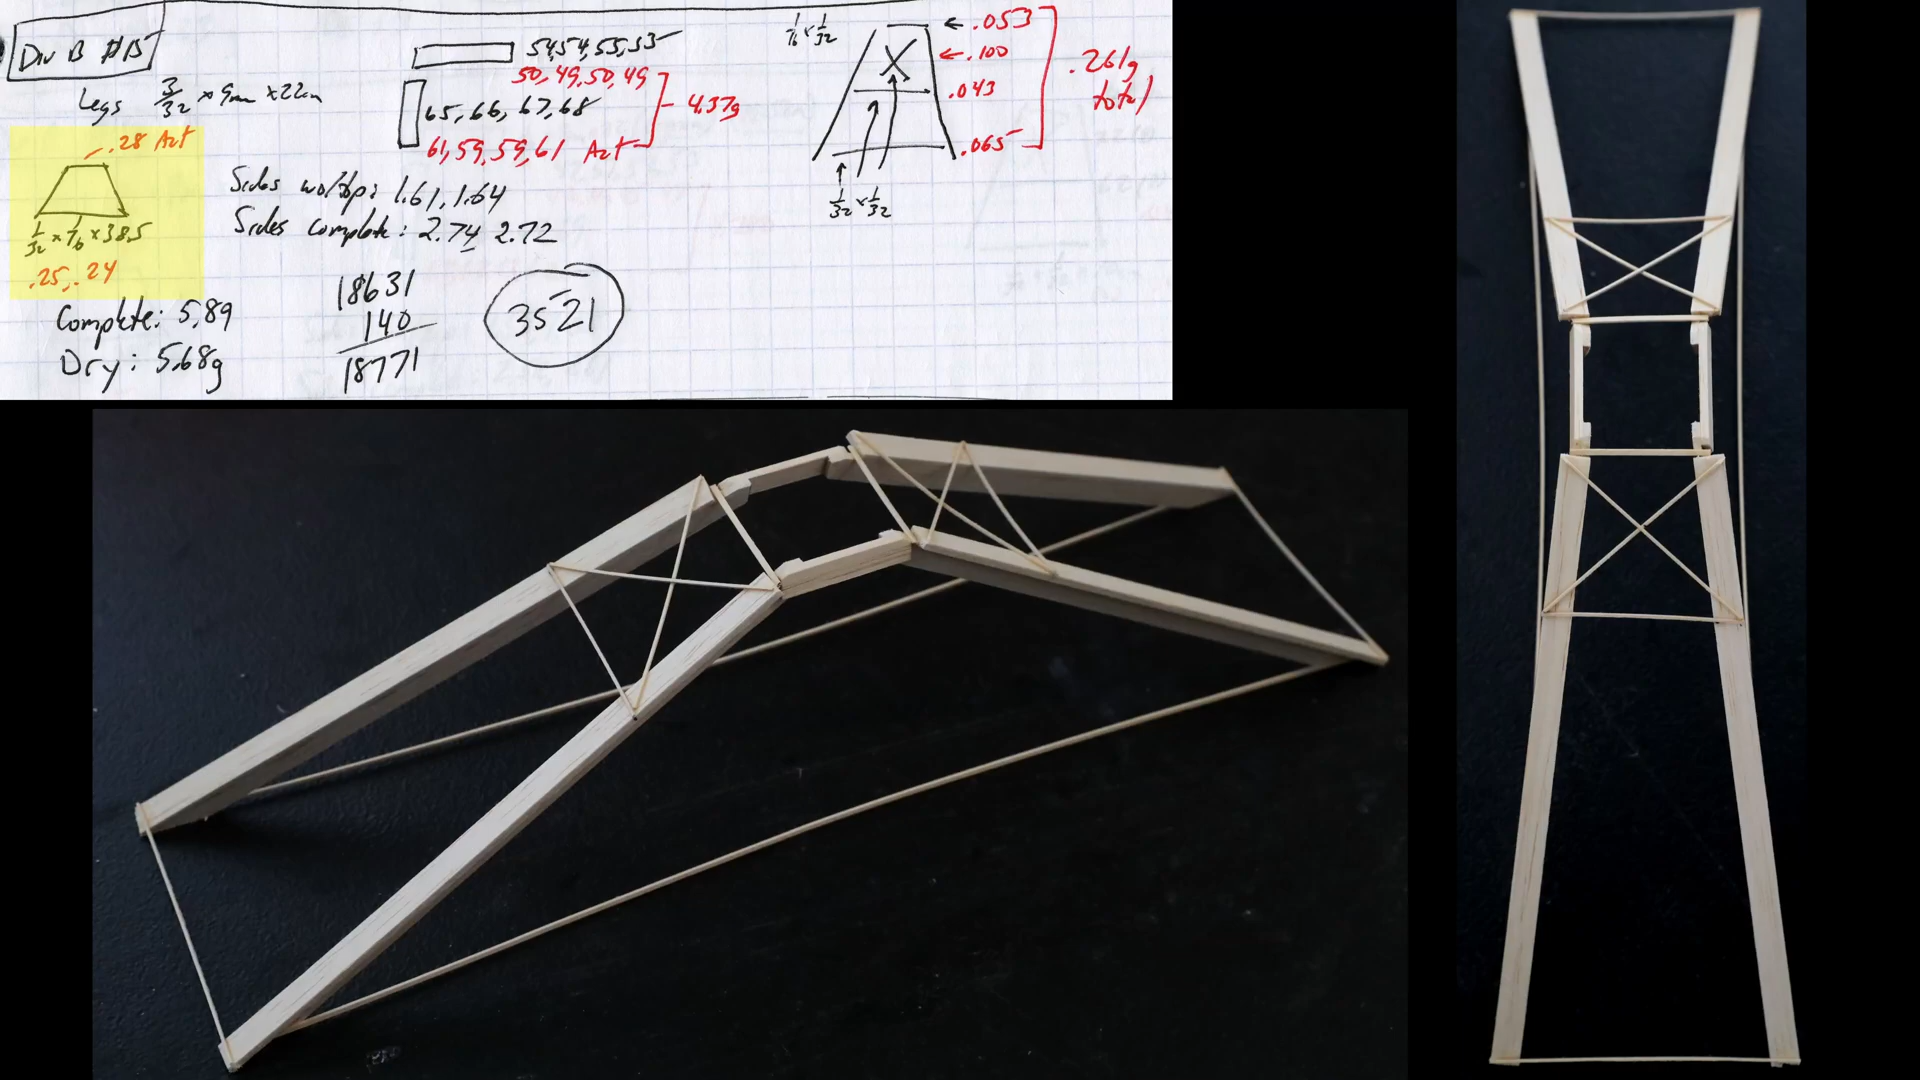 Div B #15
Legs 3/32 x 9mm x 22cm
.28 Act
1/32 x 1/16 x 38.5
.25, .24
54, 54, 55, 55
50, 49, 50, 49
65, 66, 67, 68
61, 59, 59, 61 Act
4.37g
Sides wo/top: 1.61, 1.64
Sides complete: 2.74 2.72
Complete: 5.89
Dry: 5.68g
18631
140
18771
3521
1/16 x 1/32
.053
.100
.043
.065
1/32 x 1/32
.261g
total